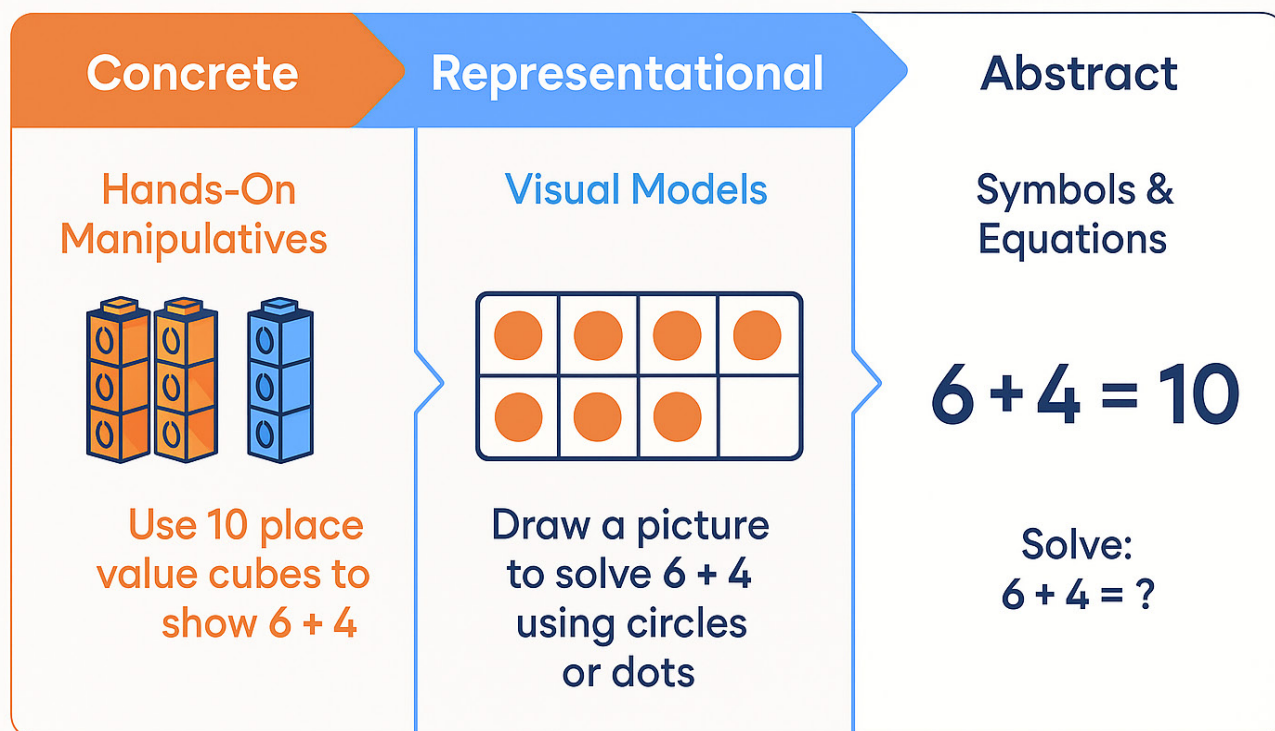 Concrete
Hands-On
Manipulatives
Use 10 place
value cubes to
show 6 + 4
Representational
Visual Models
Draw a picture
to solve 6 + 4
using circles
or dots
Abstract
Symbols &
Equations
6 + 4 = 10
Solve:
6 + 4 = ?